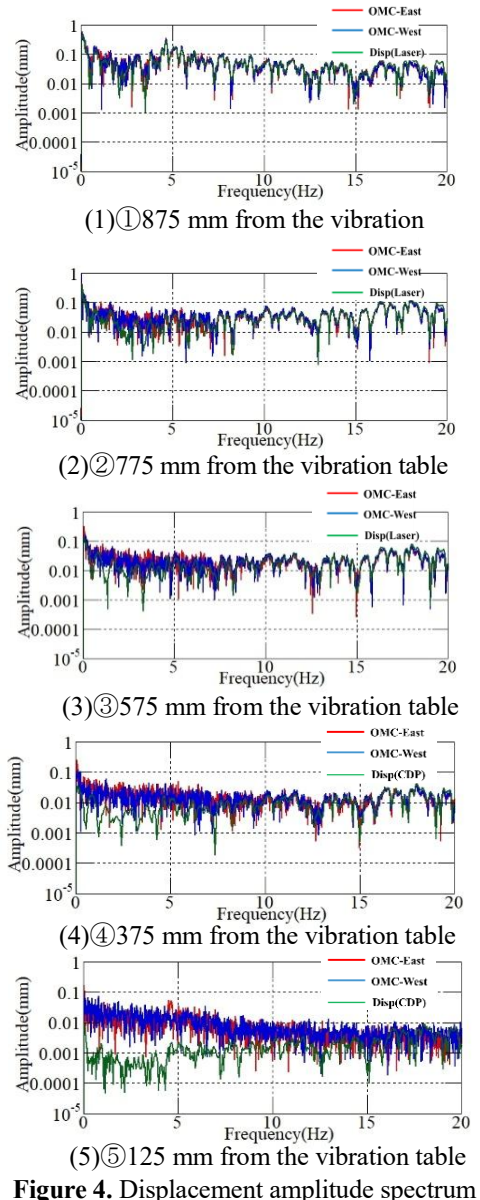 OMC-East
OMC-West
Disp(Laser)
Amplitude(mm)
1
0.1
0.01
0.001
0.0001
10-5
0
5
10
15
20
Frequency(Hz)
(1)①875 mm from the vibration
OMC-East
OMC-West
Disp(Laser)
Amplitude(mm)
1
0.1
0.01
0.001
0.0001
10-5
0
5
10
15
20
Frequency(Hz)
(2)②775 mm from the vibration table
OMC-East
OMC-West
Disp(Laser)
Amplitude(mm)
1
0.1
0.01
0.001
0.0001
10-5
0
5
10
15
20
Frequency(Hz)
(3)③575 mm from the vibration table
OMC-East
OMC-West
Disp(CDP)
Amplitude(mm)
1
0.1
0.01
0.001
0.0001
10-5
0
5
10
15
20
Frequency(Hz)
(4)④375 mm from the vibration table
OMC-East
OMC-West
Disp(CDP)
Amplitude(mm)
1
0.1
0.01
0.001
0.0001
10-5
0
5
10
15
20
Frequency(Hz)
(5)⑤125 mm from the vibration table
Figure 4. Displacement amplitude spectrum